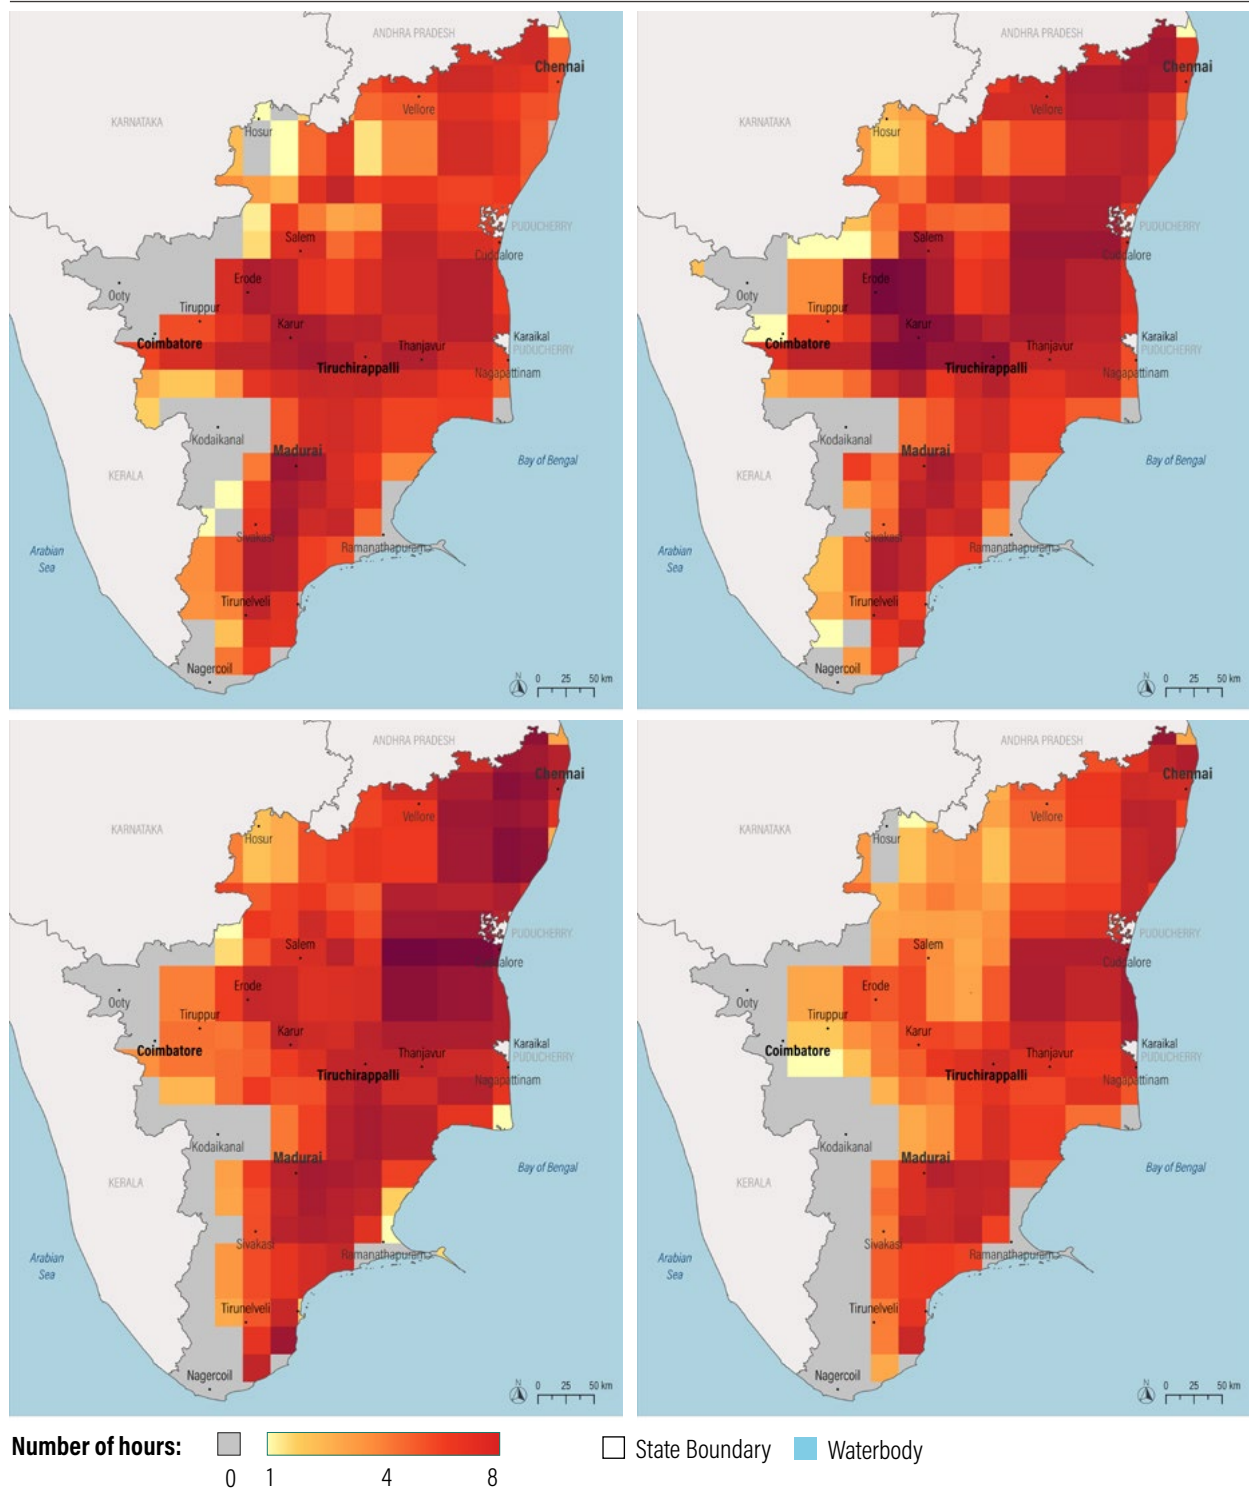 ANDHRA PRADESH
Chennai
Vellore
KARNATAKA
Hosur
PUDUCHERRY
Salem
Cuddalore
Erode
Ooty
Tiruppur
Karur
Karaikal
Coimbatore
Thanjavur
PUDUCHERRY
Tiruchirappalli
Nagapattinam
Kodaikanal
Madurai
Bay of Bengal
KERALA
Sivakasi
Arabian
Sea
Ramanathapuram
Tirunelveli
Nagercoil
N
0 25 50 km
ANDHRA PRADESH
Chennai
Vellore
KARNATAKA
Hosur
PUDUCHERRY
Salem
Cuddalore
Erode
Ooty
Tiruppur
Karur
Karaikal
Coimbatore
Thanjavur
PUDUCHERRY
Tiruchirappalli
Nagapattinam
Kodaikanal
Madurai
Bay of Bengal
KERALA
Sivakasi
Arabian
Sea
Ramanathapuram
Tirunelveli
Nagercoil
N
0 25 50 km
ANDHRA PRADESH
Chennai
Vellore
KARNATAKA
Hosur
PUDUCHERRY
Salem
Cuddalore
Erode
Ooty
Tiruppur
Karur
Karaikal
Coimbatore
Thanjavur
PUDUCHERRY
Tiruchirappalli
Nagapattinam
Kodaikanal
Madurai
Bay of Bengal
KERALA
Sivakasi
Arabian
Sea
Ramanathapuram
Tirunelveli
Nagercoil
N
0 25 50 km
ANDHRA PRADESH
Chennai
Vellore
KARNATAKA
Hosur
PUDUCHERRY
Salem
Cuddalore
Erode
Ooty
Tiruppur
Karur
Karaikal
Coimbatore
Thanjavur
PUDUCHERRY
Tiruchirappalli
Nagapattinam
Kodaikanal
Madurai
Bay of Bengal
KERALA
Sivakasi
Arabian
Sea
Ramanathapuram
Tirunelveli
Nagercoil
N
0 25 50 km
Number of hours:
0 1 4 8
State Boundary
Waterbody